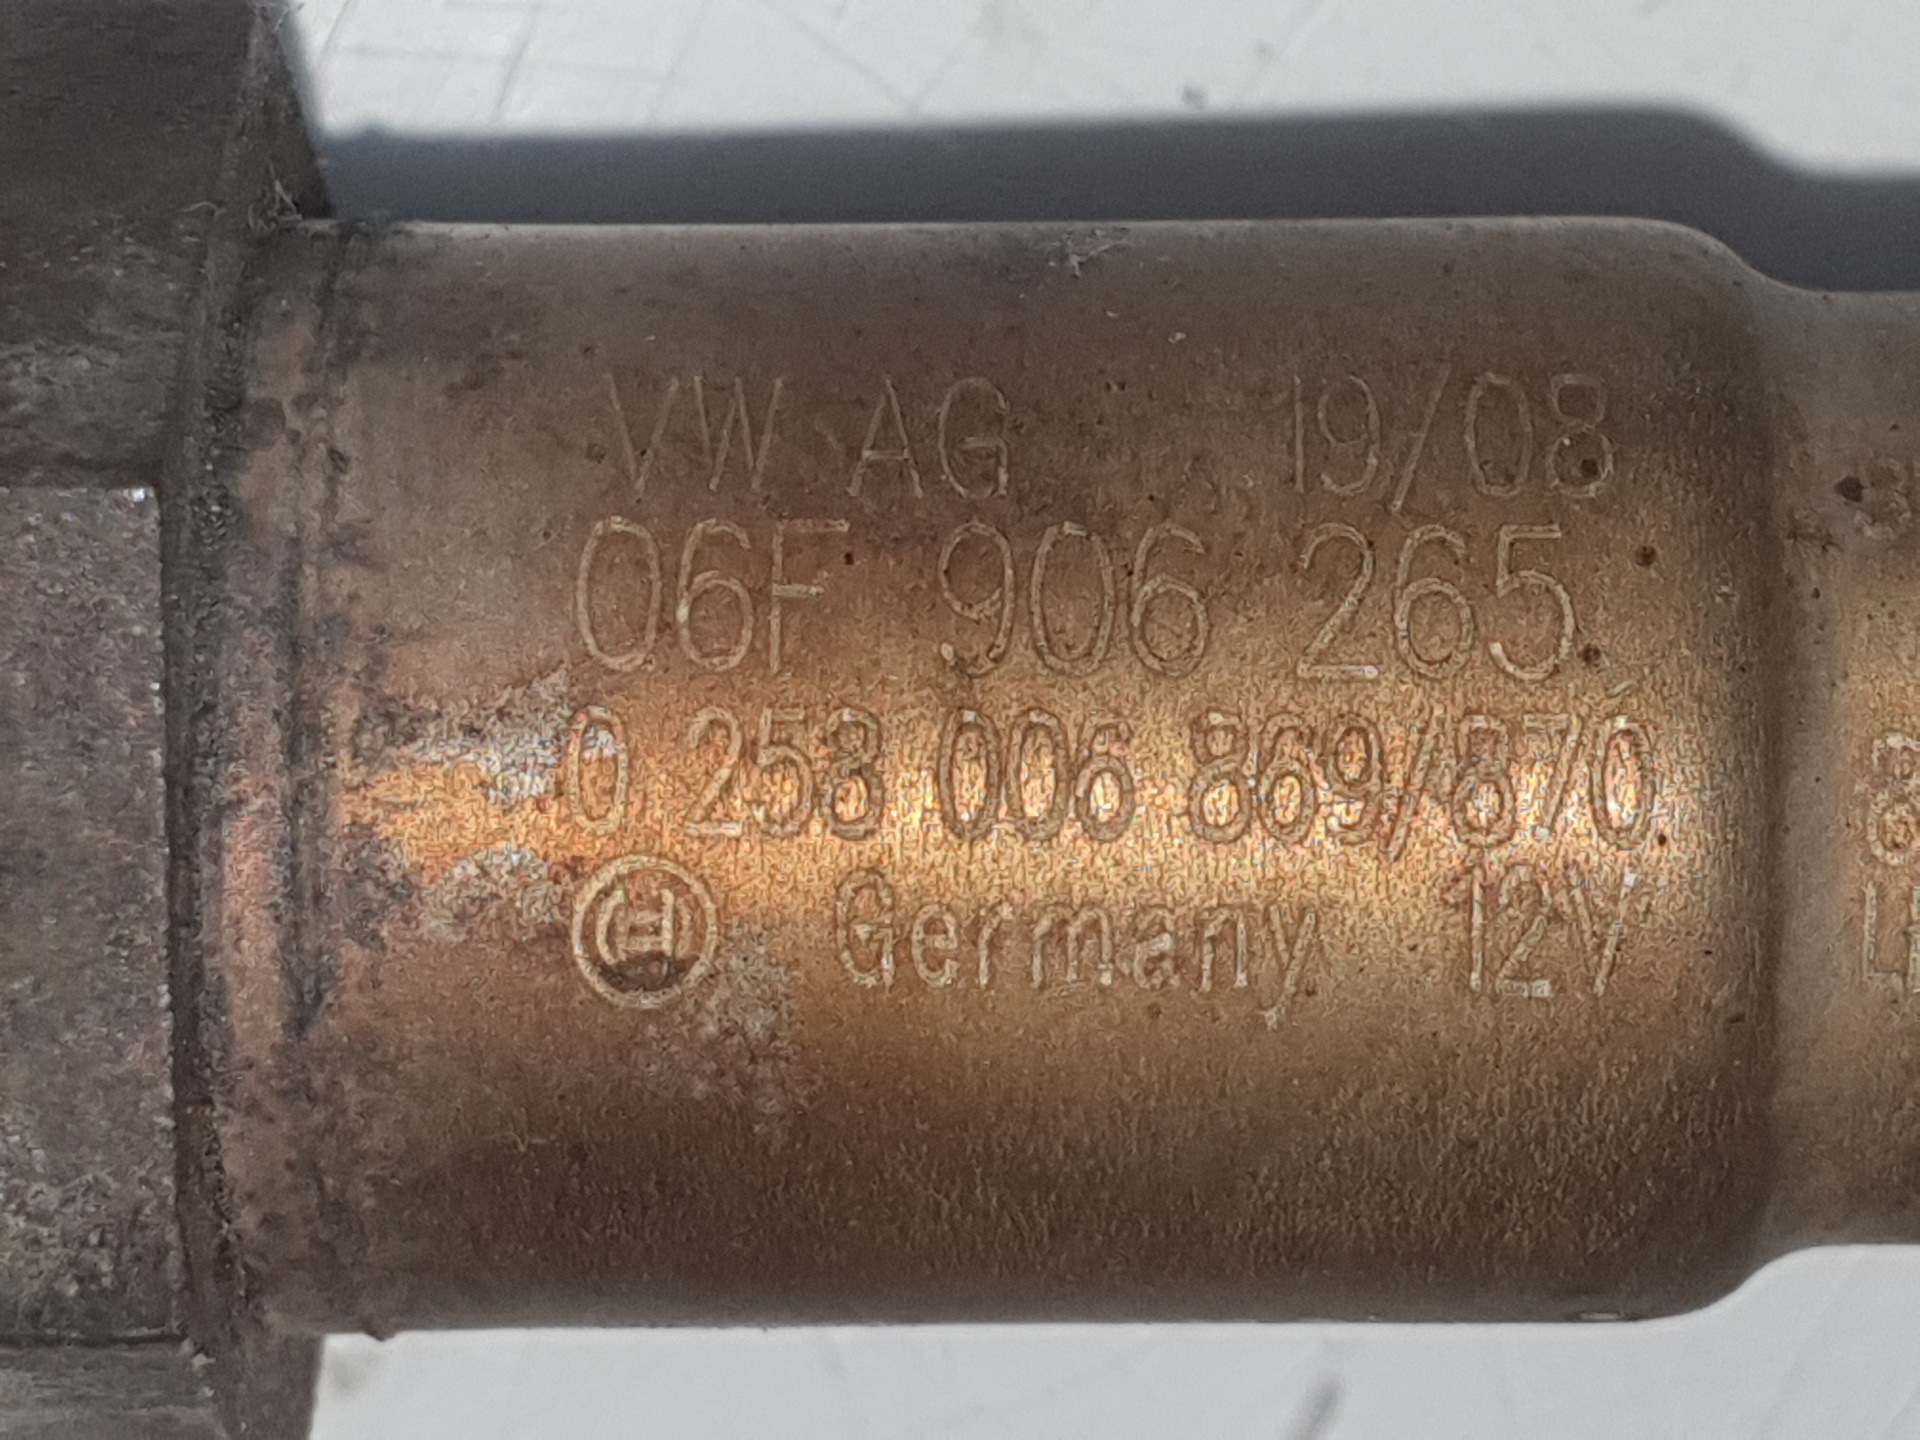 VW AG 19/08
06F 906 265
0 258 006 869/870
Germany 12V